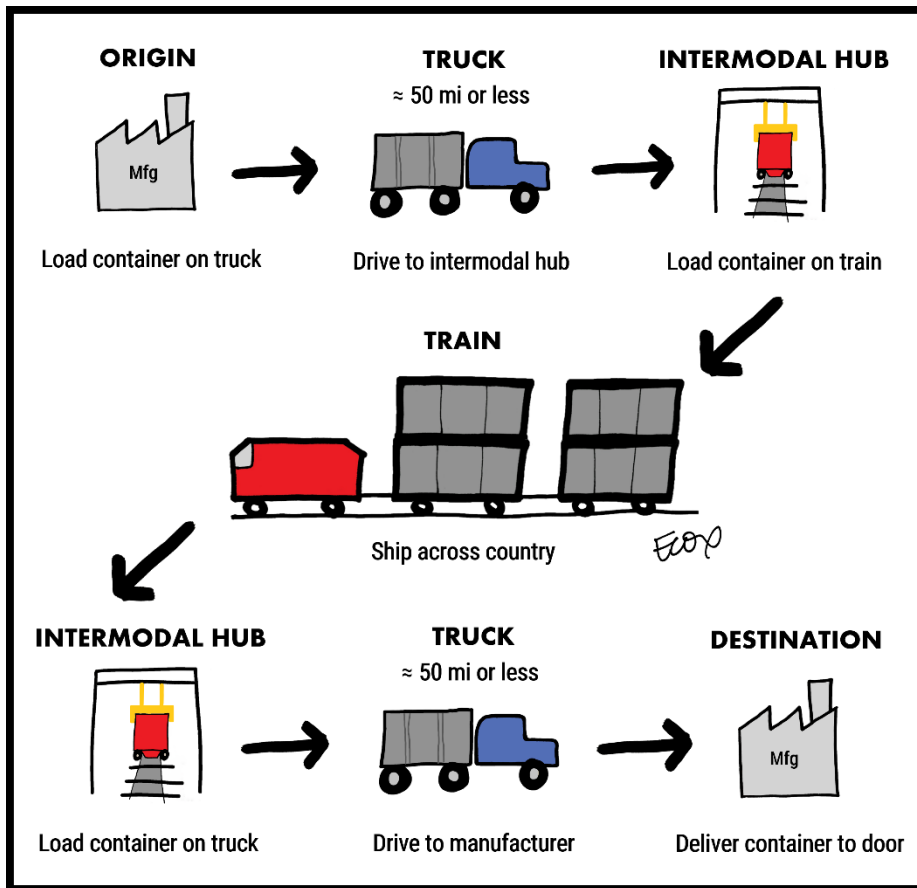 ORIGIN
TRUCK
≈ 50 mi or less
INTERMODAL HUB
Mfg
Load container on truck
Drive to intermodal hub
Load container on train
TRAIN
Ship across country
INTERMODAL HUB
TRUCK
≈ 50 mi or less
DESTINATION
Mfg
Load container on truck
Drive to manufacturer
Deliver container to door